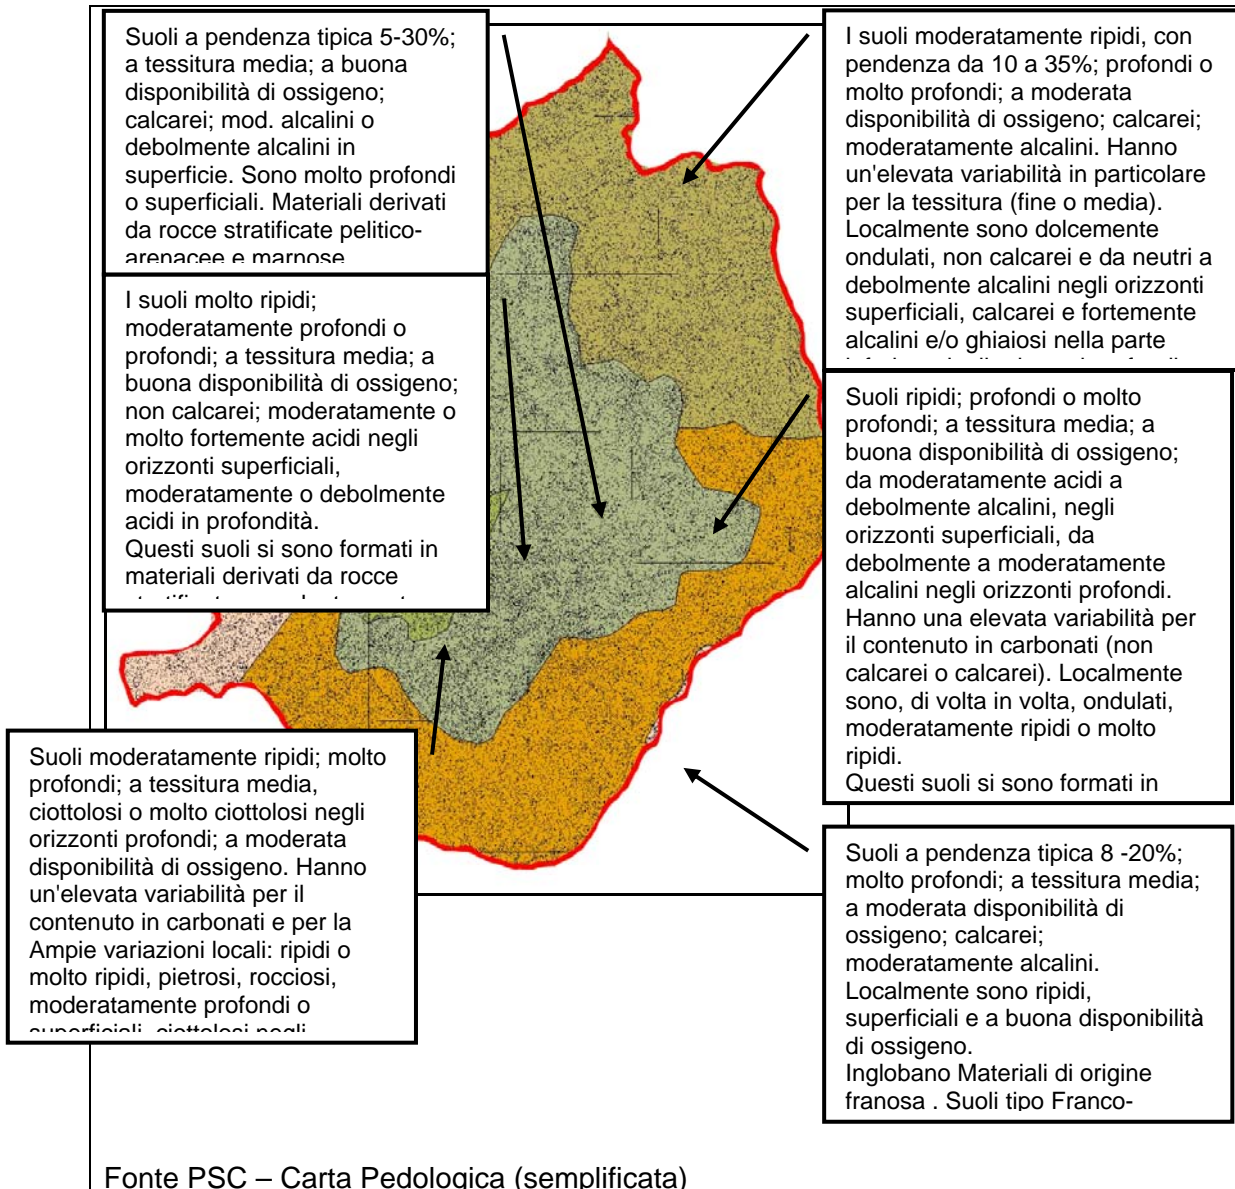 Suoli a pendenza tipica 5-30%;
a tessitura media; a buona
disponibilità di ossigeno;
calcarei; mod. alcalini o
debolmente alcalini in
superficie. Sono molto profondi
o superficiali. Materiali derivati
da rocce stratificate pelitico-
arenacee e marnose
I suoli molto ripidi;
moderatamente profondi o
profondi; a tessitura media; a
buona disponibilità di ossigeno;
non calcarei; moderatamente o
molto fortemente acidi negli
orizzonti superficiali,
moderatamente o debolmente
acidi in profondità.
Questi suoli si sono formati in
materiali derivati da rocce
Suoli moderatamente ripidi; molto
profondi; a tessitura media,
ciottolosi o molto ciottolosi negli
orizzonti profondi; a moderata
disponibilità di ossigeno. Hanno
un'elevata variabilità per il
contenuto in carbonati e per la
Ampie variazioni locali: ripidi o
molto ripidi, pietrosi, rocciosi,
moderatamente profondi o
superficiali, ciottolosi negli
I suoli moderatamente ripidi, con
pendenza da 10 a 35%; profondi o
molto profondi; a moderata
disponibilità di ossigeno; calcarei;
moderatamente alcalini. Hanno
un'elevata variabilità in particolare
per la tessitura (fine o media).
Localmente sono dolcemente
ondulati, non calcarei e da neutri a
debolmente alcalini negli orizzonti
superficiali, calcarei e fortemente
alcalini e/o ghiaiosi nella parte
Suoli ripidi; profondi o molto
profondi; a tessitura media; a
buona disponibilità di ossigeno;
da moderatamente acidi a
debolmente alcalini, negli
orizzonti superficiali, da
debolmente a moderatamente
alcalini negli orizzonti profondi.
Hanno una elevata variabilità per
il contenuto in carbonati (non
calcarei o calcarei). Localmente
sono, di volta in volta, ondulati,
moderatamente ripidi o molto
ripidi.
Questi suoli si sono formati in
Suoli a pendenza tipica 8 -20%;
molto profondi; a tessitura media;
a moderata disponibilità di
ossigeno; calcarei;
moderatamente alcalini.
Localmente sono ripidi,
superficiali e a buona disponibilità
di ossigeno.
Inglobano Materiali di origine
franosa . Suoli tipo Franco-
Fonte PSC – Carta Pedologica (semplificata)